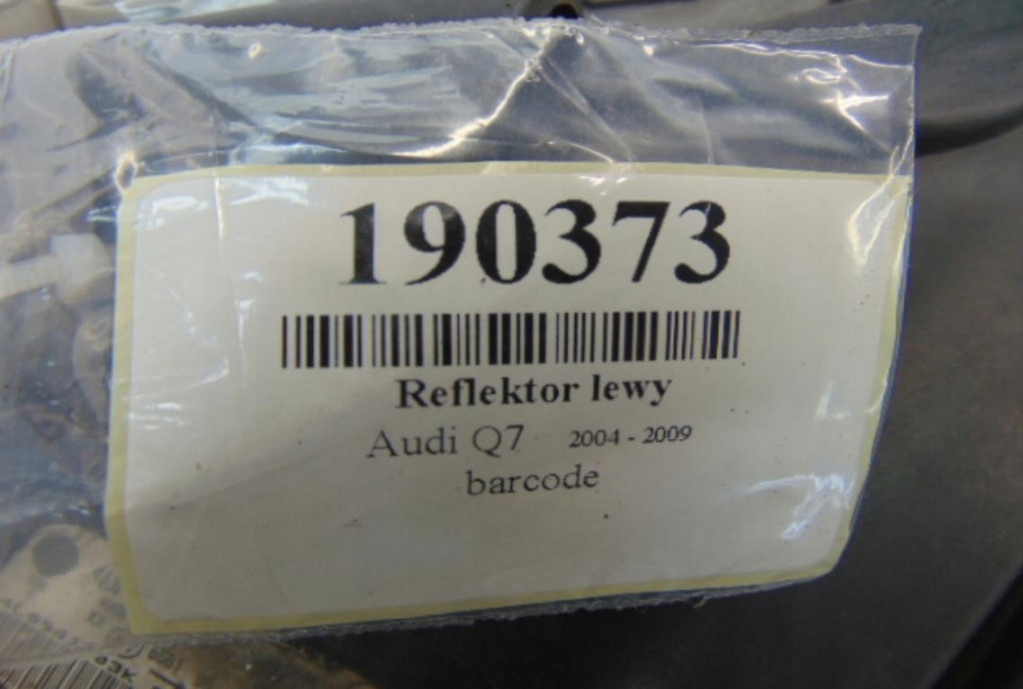 190373
Reflektor lewy
Audi Q7 2004 - 2009
barcode